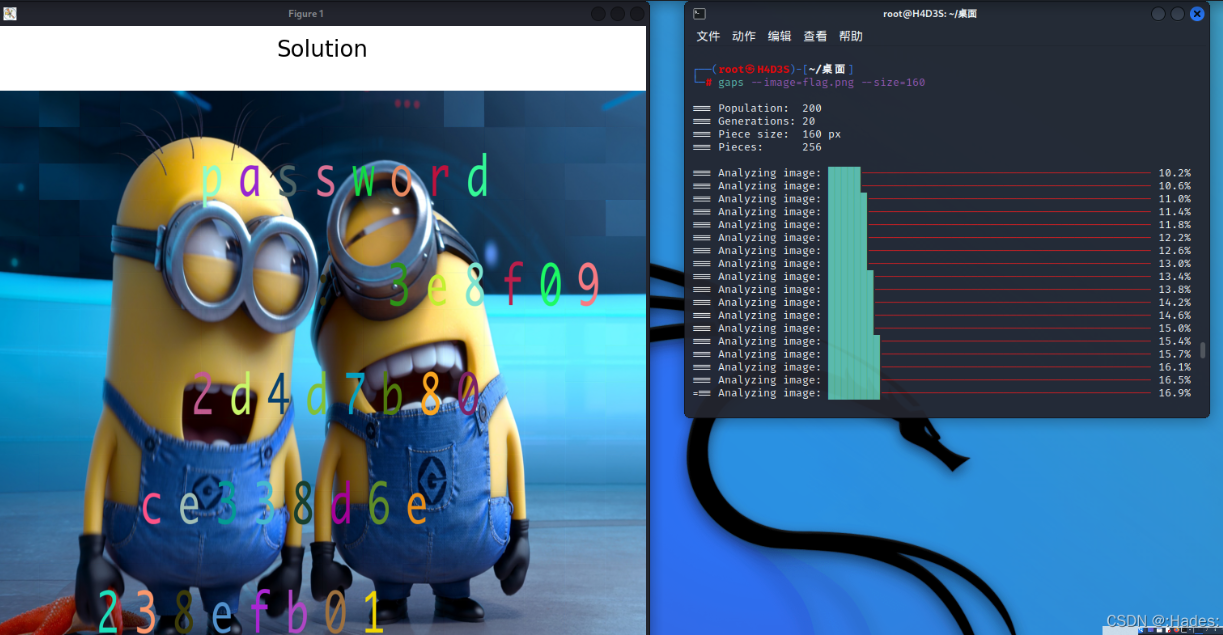 Figure 1
Solution
password
3e8f09
2d4d7b80
ce338d6e
238efb01
root@H4D3S: ~/桌面
文件 动作 编辑 查看 帮助
┌──(root㉿H4D3S)-[~/桌面]
└─# gaps --image=flag.png --size=160
=== Population: 200
=== Generations: 20
=== Piece size: 160 px
=== Pieces: 256
=== Analyzing image: 10.2%
=== Analyzing image: 10.6%
=== Analyzing image: 11.0%
=== Analyzing image: 11.4%
=== Analyzing image: 11.8%
=== Analyzing image: 12.2%
=== Analyzing image: 12.6%
=== Analyzing image: 13.0%
=== Analyzing image: 13.4%
=== Analyzing image: 13.8%
=== Analyzing image: 14.2%
=== Analyzing image: 14.6%
=== Analyzing image: 15.0%
=== Analyzing image: 15.4%
=== Analyzing image: 15.7%
=== Analyzing image: 16.1%
=== Analyzing image: 16.5%
=== Analyzing image: 16.9%
CSDN @:Hades: